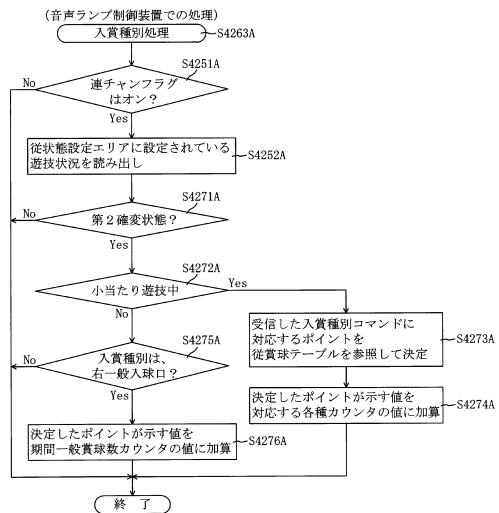 (音声ランプ制御装置での処理)
入賞種別処理
S4263A
S4251A
連チャンフラグ
はオン？
No
Yes
従状態設定エリアに設定されている
遊技状況を読み出し
S4252A
S4271A
第２確変状態？
No
Yes
S4272A
小当たり遊技中
Yes
No
受信した入賞種別コマンドに
対応するポイントを
従賞球テーブルを参照して決定
S4273A
S4275A
入賞種別は、
右一般入球口？
No
Yes
決定したポイントが示す値を
対応する各種カウンタの値に加算
S4274A
決定したポイントが示す値を
期間一般賞球数カウンタの値に加算
S4276A
終 了